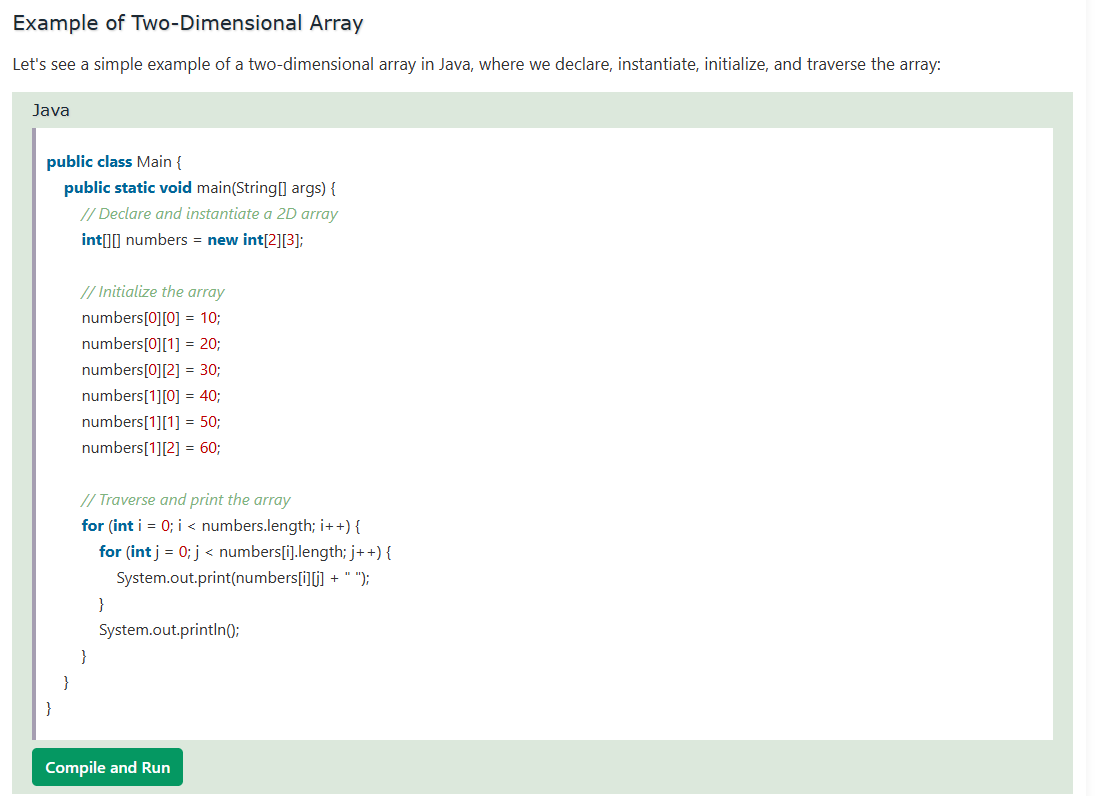 Example of Two-Dimensional Array
Let's see a simple example of a two-dimensional array in Java, where we declare, instantiate, initialize, and traverse the array:
Java
public class Main {
public static void main(String[] args) {
// Declare and instantiate a 2D array
int[][] numbers = new int[2][3];
// Initialize the array
numbers[0][0] = 10;
numbers[0][1] = 20;
numbers[0][2] = 30;
numbers[1][0] = 40;
numbers[1][1] = 50;
numbers[1][2] = 60;
// Traverse and print the array
for (int i = 0; i < numbers.length; i++) {
for (int j = 0; j < numbers[i].length; j++) {
System.out.print(numbers[i][j] + " ");
}
System.out.println();
}
}
}
Compile and Run